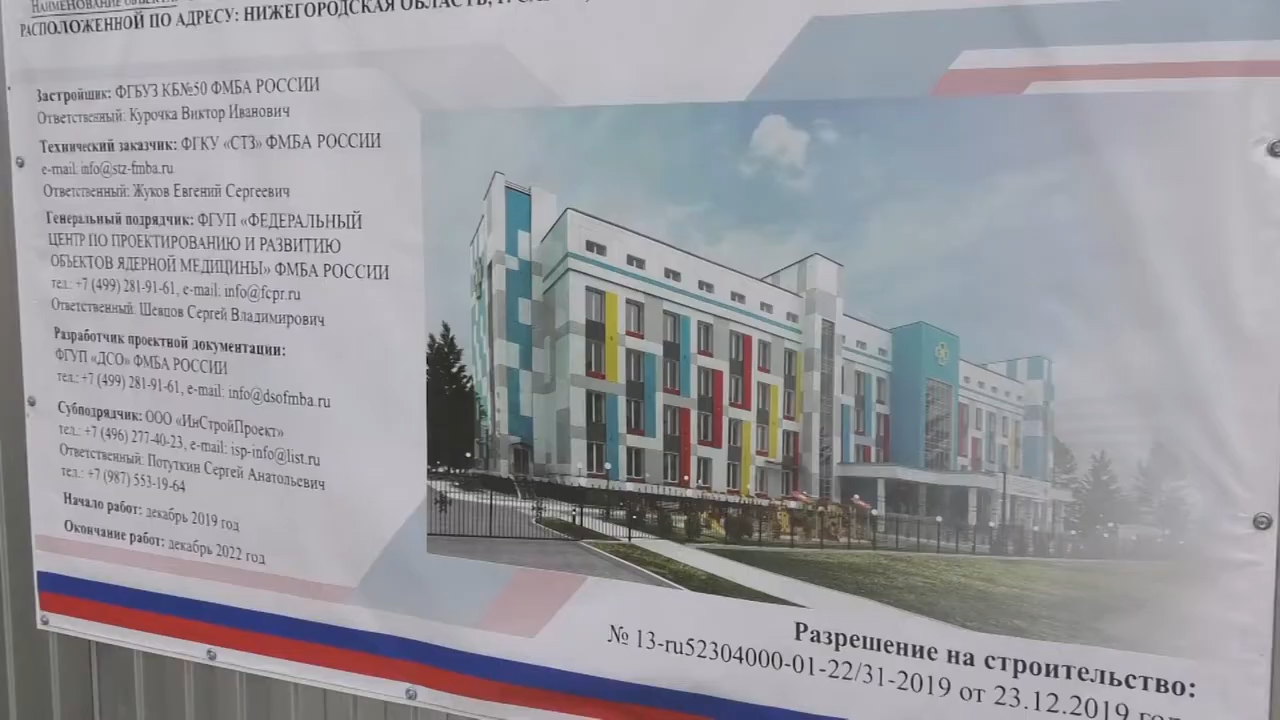 НАИМЕНОВАНИЕ
РАСПОЛОЖЕННОЙ ПО АДРЕСУ: НИЖЕГОРОДСКАЯ ОБЛАСТЬ,
Застройщик: ФГБУЗ КБ№50 ФМБА РОССИИ
Ответственный: Курочка Виктор Иванович
Технический заказчик: ФГКУ «СТЗ» ФМБА РОССИИ
e-mail: info@stz-fmba.ru
Ответственный: Жуков Евгений Сергеевич
Генеральный подрядчик: ФГУП «ФЕДЕРАЛЬНЫЙ
ЦЕНТР ПО ПРОЕКТИРОВАНИЮ И РАЗВИТИЮ
ОБЪЕКТОВ ЯДЕРНОЙ МЕДИЦИНЫ» ФМБА РОССИИ
тел.: +7 (499) 281-91-61, e-mail: info@fcpr.ru
Ответственный: Шевцов Сергей Владимирович
Разработчик проектной документации:
ФГУП «ДСО» ФМБА РОССИИ
тел.: +7 (499) 281-91-61, e-mail: info@dsofmba.ru
Субподрядчик: ООО «ИнСтройПроект»
тел.: +7 (496) 277-40-23, e-mail: isp-info@list.ru
Ответственный: Потуткин Сергей Анатольевич
тел.: +7 (987) 553-19-64
Начало работ: декабрь 2019 год
Окончание работ: декабрь 2022 год
Разрешение на строительство:
№ 13-ru52304000-01-22/31-2019 от 23.12.2019 год